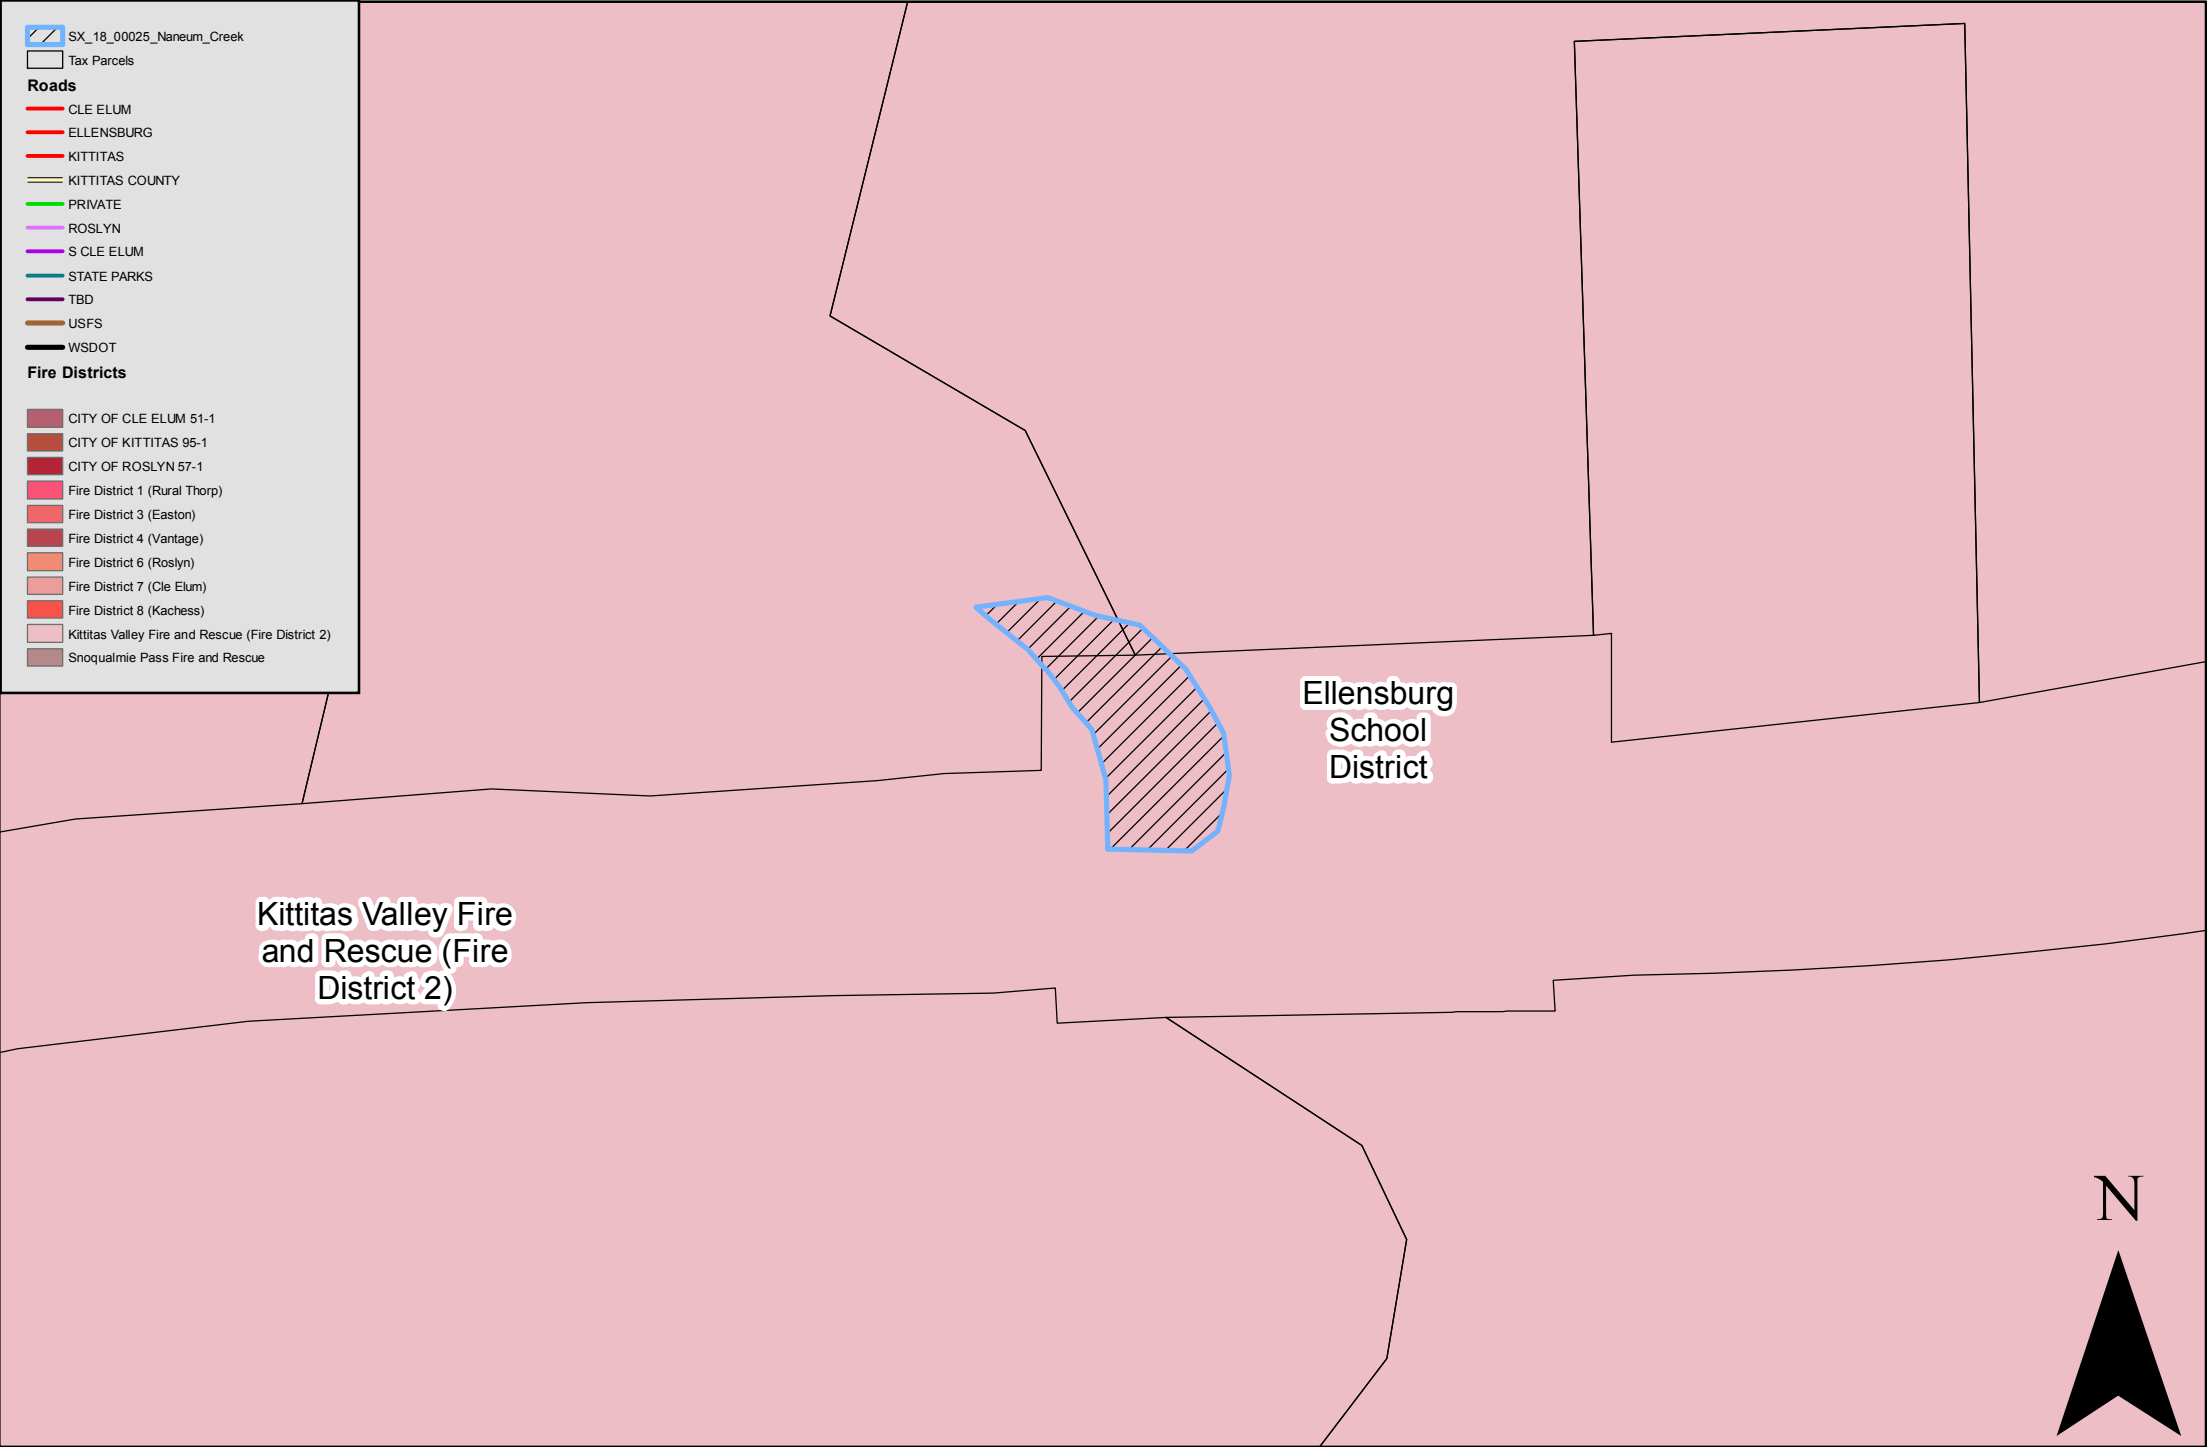 SX_18_00025_Naneum_Creek
Tax Parcels
Roads
CLE ELUM
ELLENSBURG
KITTITAS
KITTITAS COUNTY
PRIVATE
ROSLYN
S CLE ELUM
STATE PARKS
TBD
USFS
WSDOT
Fire Districts
CITY OF CLE ELUM 51-1
CITY OF KITTITAS 95-1
CITY OF ROSLYN 57-1
Fire District 1 (Rural Thorp)
Fire District 3 (Easton)
Fire District 4 (Vantage)
Fire District 6 (Roslyn)
Fire District 7 (Cle Elum)
Fire District 8 (Kachess)
Kittitas Valley Fire and Rescue (Fire District 2)
Snoqualmie Pass Fire and Rescue
Ellensburg
School
District
Kittitas Valley Fire
and Rescue (Fire
District 2)
N